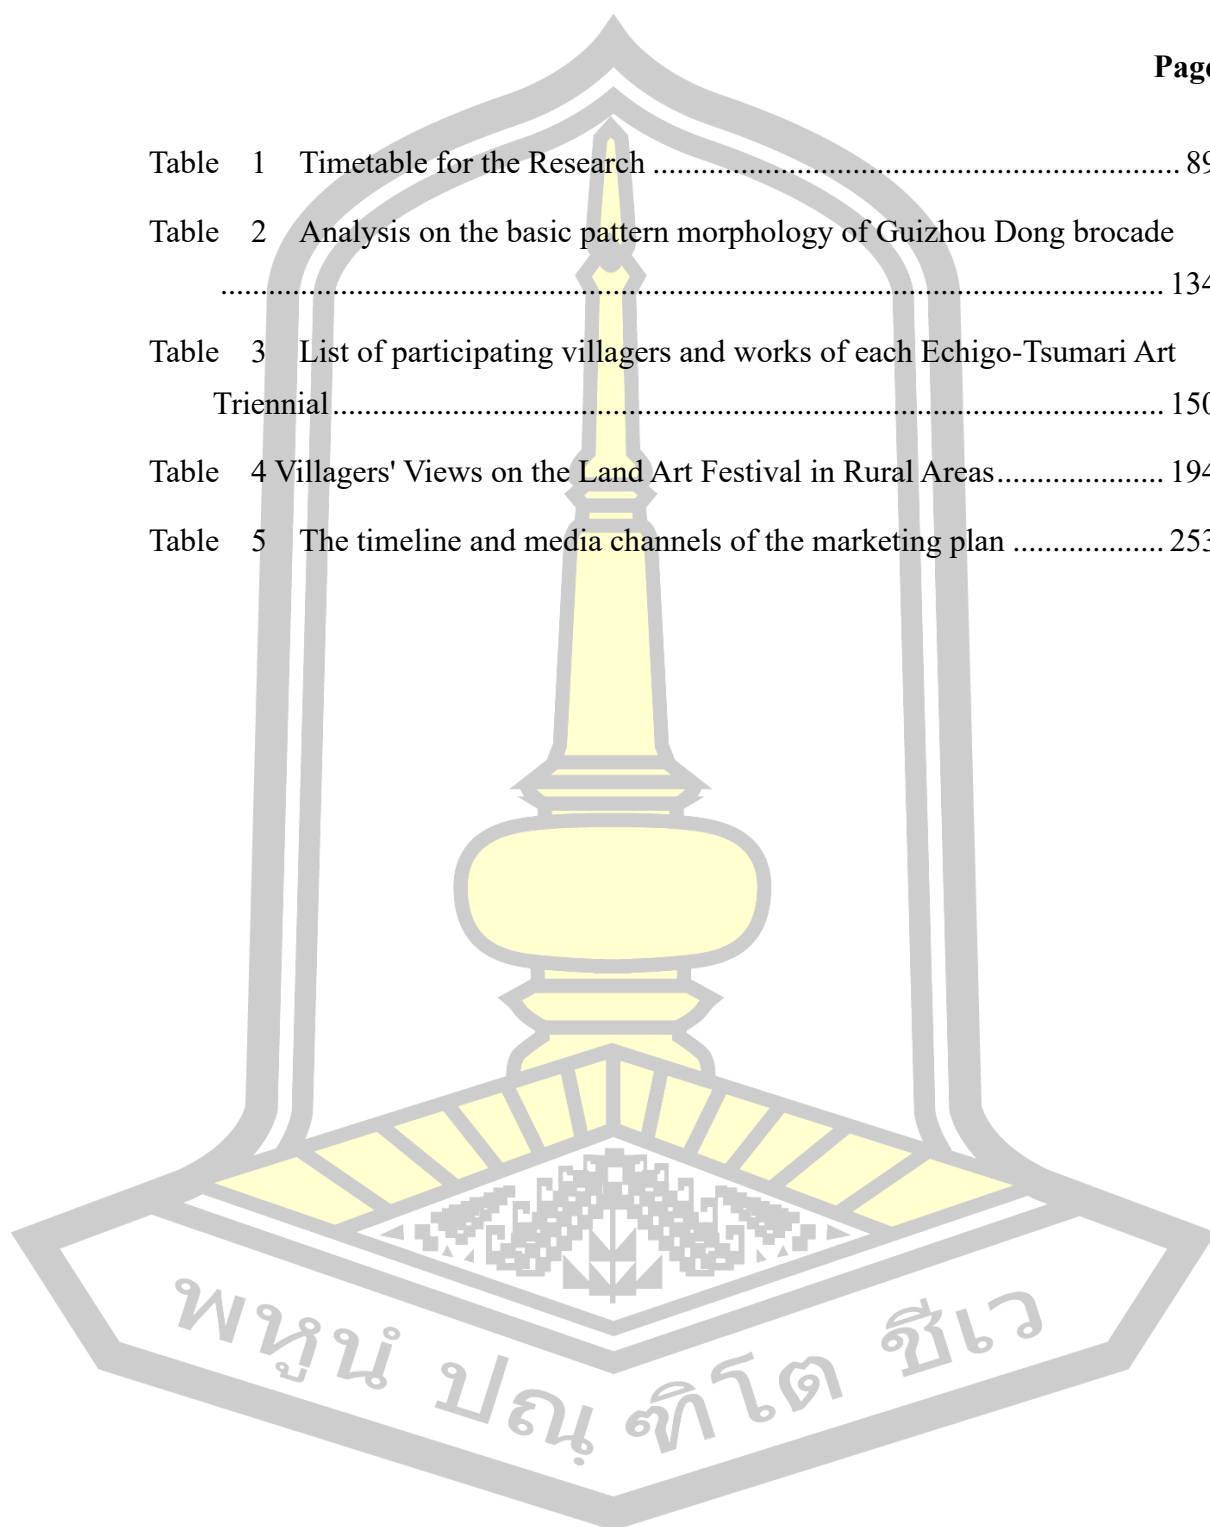 Page
Table 1 Timetable for the Research ................................................................... 89
Table 2 Analysis on the basic pattern morphology of Guizhou Dong brocade
........................................................................................................................ 134
Table 3 List of participating villagers and works of each Echigo-Tsumari Art
Triennial .......................................................................................................... 150
Table 4 Villagers' Views on the Land Art Festival in Rural Areas ..................... 194
Table 5 The timeline and media channels of the marketing plan ................... 253
พหูนํ ปณฺฑิโต ชีเว